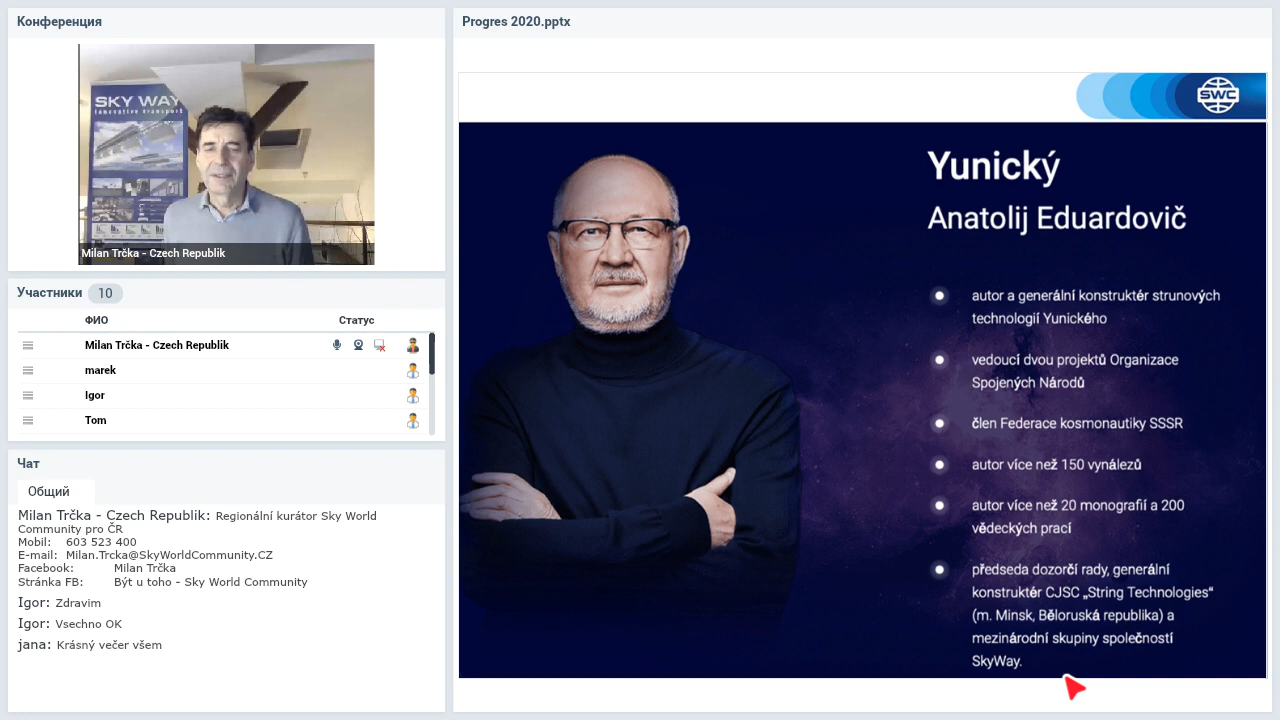 Конференция
SKY WAY
innovative transport
Milan Trčka - Czech Republik
Участники 10
ФИО Статус
Milan Trčka - Czech Republik
marek
Igor
Tom
Чат
Общий
Milan Trčka - Czech Republik: Regionální kurátor Sky World
Community pro ČR
Mobil: 603 523 400
E-mail: Milan.Trcka@SkyWorldCommunity.CZ
Facebook: Milan Trčka
Stránka FB: Být u toho - Sky World Community
Igor: Zdravim
Igor: Vsechno OK
jana: Krásný večer všem
Progres 2020.pptx
SWC
Yunický
Anatolij Eduardovič
autor a generální konstruktér strunových
technologií Yunického
vedoucí dvou projektů Organizace
Spojených Národů
člen Federace kosmonautiky SSSR
autor více než 150 vynálezů
autor více než 20 monografií a 200
vědeckých prací
předseda dozorčí rady, generální
konstruktér CJSC „String Technologies“
(m. Minsk, Běloruská republika) a
mezinárodní skupiny společností
SkyWay.